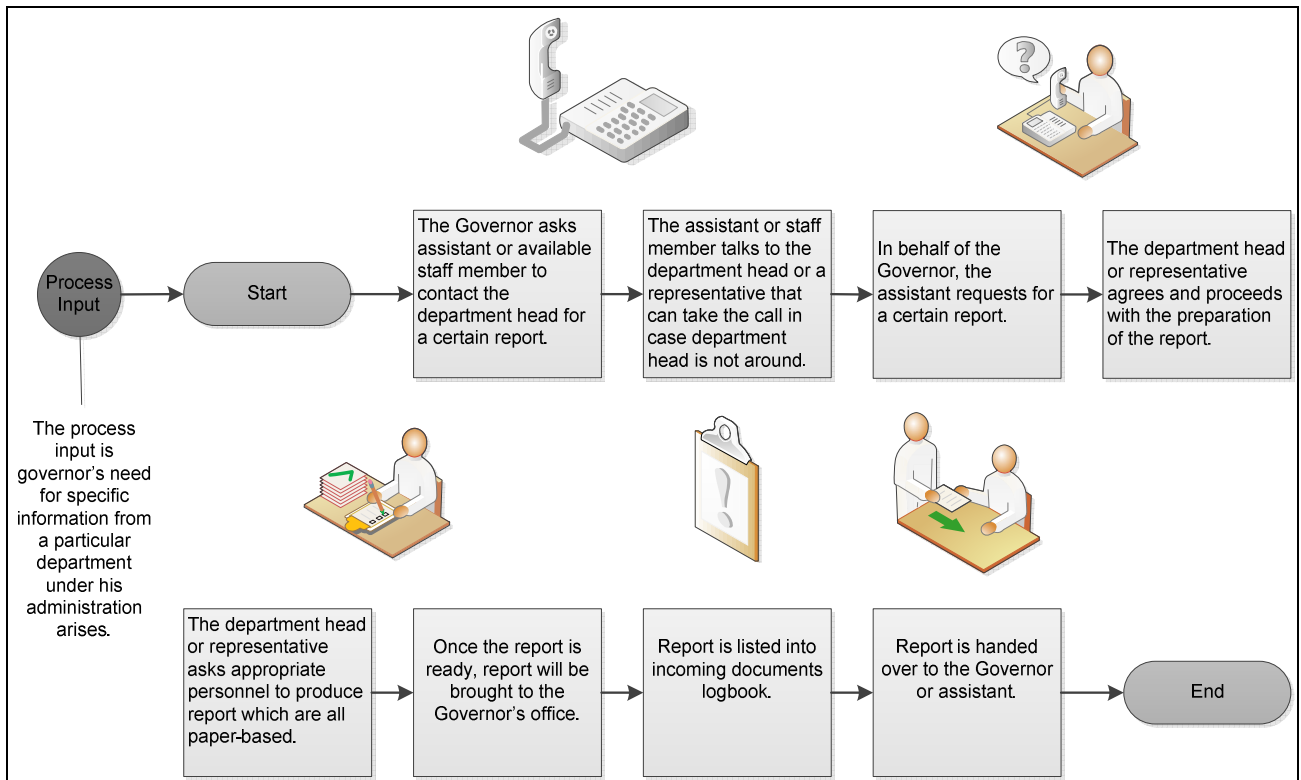 Process
Input
Start
The Governor asks
assistant or available
staff member to
contact the
department head for
a certain report.
The assistant or staff
member talks to the
department head or a
representative that
can take the call in
case department
head is not around.
In behalf of the
Governor, the
assistant requests for
a certain report.
The department head
or representative
agrees and proceeds
with the preparation
of the report.
The process
input is
governor’s need
for specific
information from
a particular
department
under his
administration
arises.
The department head
or representative
asks appropriate
personnel to produce
report which are all
paper-based.
Once the report is
ready, report will be
brought to the
Governor’s office.
Report is listed into
incoming documents
logbook.
Report is handed
over to the Governor
or assistant.
End